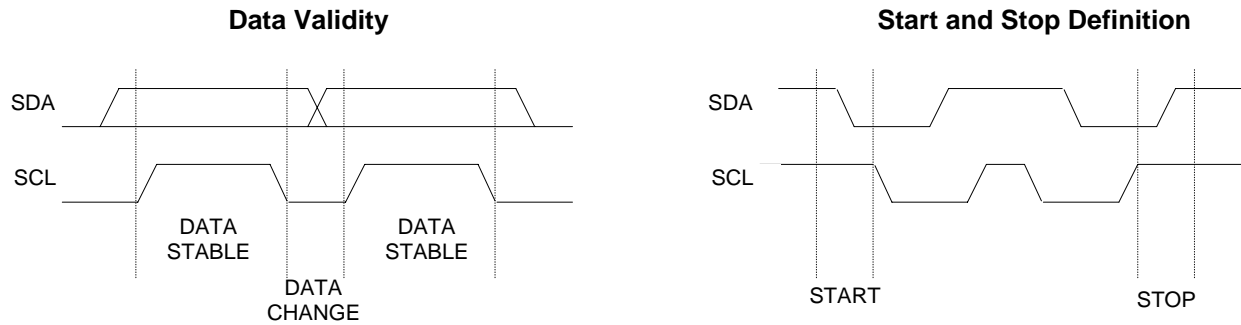 Data Validity
SDA
SCL
DATA
STABLE
DATA
STABLE
DATA
CHANGE
Start and Stop Definition
SDA
SCL
START
STOP